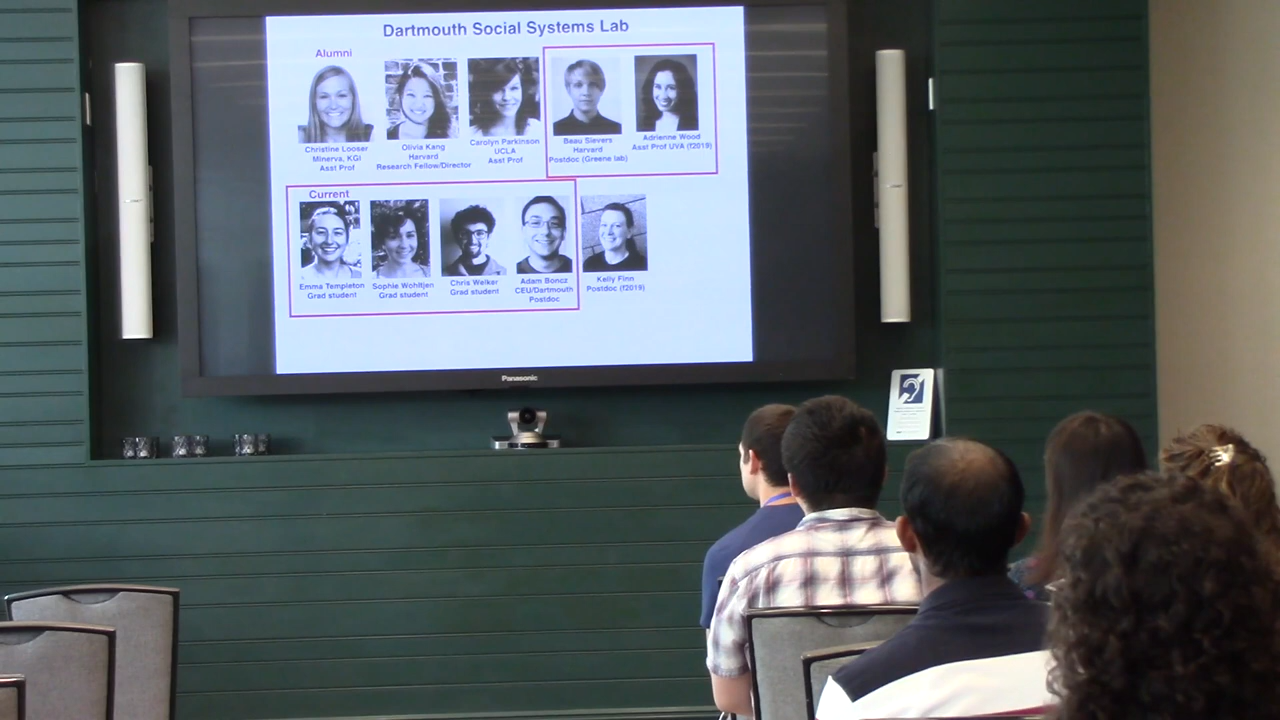 Dartmouth Social Systems Lab
Alumni
Christine Looser
Minerva, KGI
Asst Prof
Olivia Kang
Harvard
Research Fellow/Director
Carolyn Parkinson
UCLA
Asst Prof
Beau Sievers
Harvard
Postdoc (Greene lab)
Adrienne Wood
Asst Prof UVA (f2019)
Current
Emma Templeton
Grad student
Sophie Wohltjen
Grad student
Chris Welker
Grad student
Adam Boncz
CEU/Dartmouth
Postdoc
Kelly Finn
Postdoc (f2019)
Panasonic